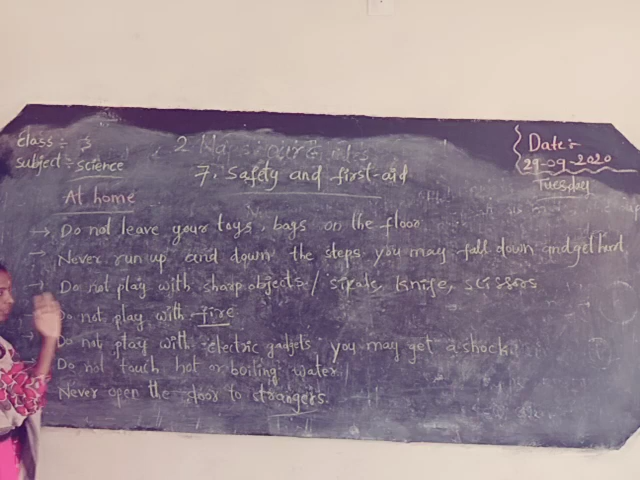 class ÷ 3
subject ÷ science
Date :-
29-09-2020
Tuesday
7. Safety and first-aid
At home
→ Do not leave your toys, bags on the floor
→ Never run up and down the steps you may fall down and get hard
→ Do not play with sharp objects / knife, scissors
Do not play with fire
Do not play with electric gadgets you may get a shock.
Do not touch hot or boiling water
Never open the door to strangers.